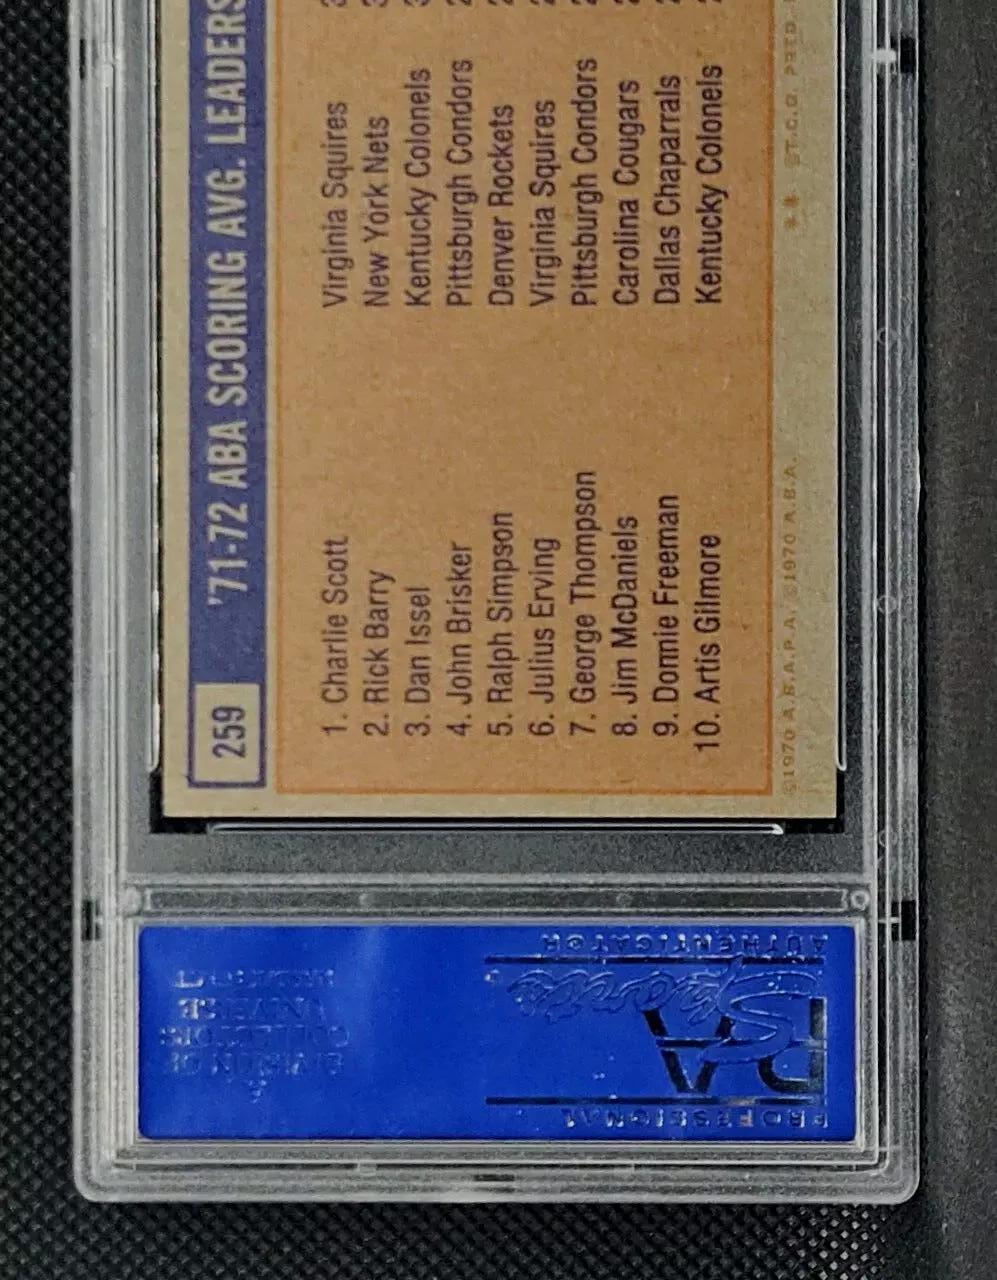 259 '71-72 ABA SCORING AVG. LEADERS
1. Charlie Scott Virginia Squires
2. Rick Barry New York Nets
3. Dan Issel Kentucky Colonels
4. John Brisker Pittsburgh Condors
5. Ralph Simpson Denver Rockets
6. Julius Erving Virginia Squires
7. George Thompson Pittsburgh Condors
8. Jim McDaniels Carolina Cougars
9. Donnie Freeman Dallas Chaparrals
10. Artis Gilmore Kentucky Colonels
©1970 A.B.A.P.A. ©1970 A.B.A. ** ©T.C.G. PRTD.
PROFESSIONAL
PSA
Sports
AUTHENTICATOR
DIVISION OF
COLLECTORS
UNIVERSE